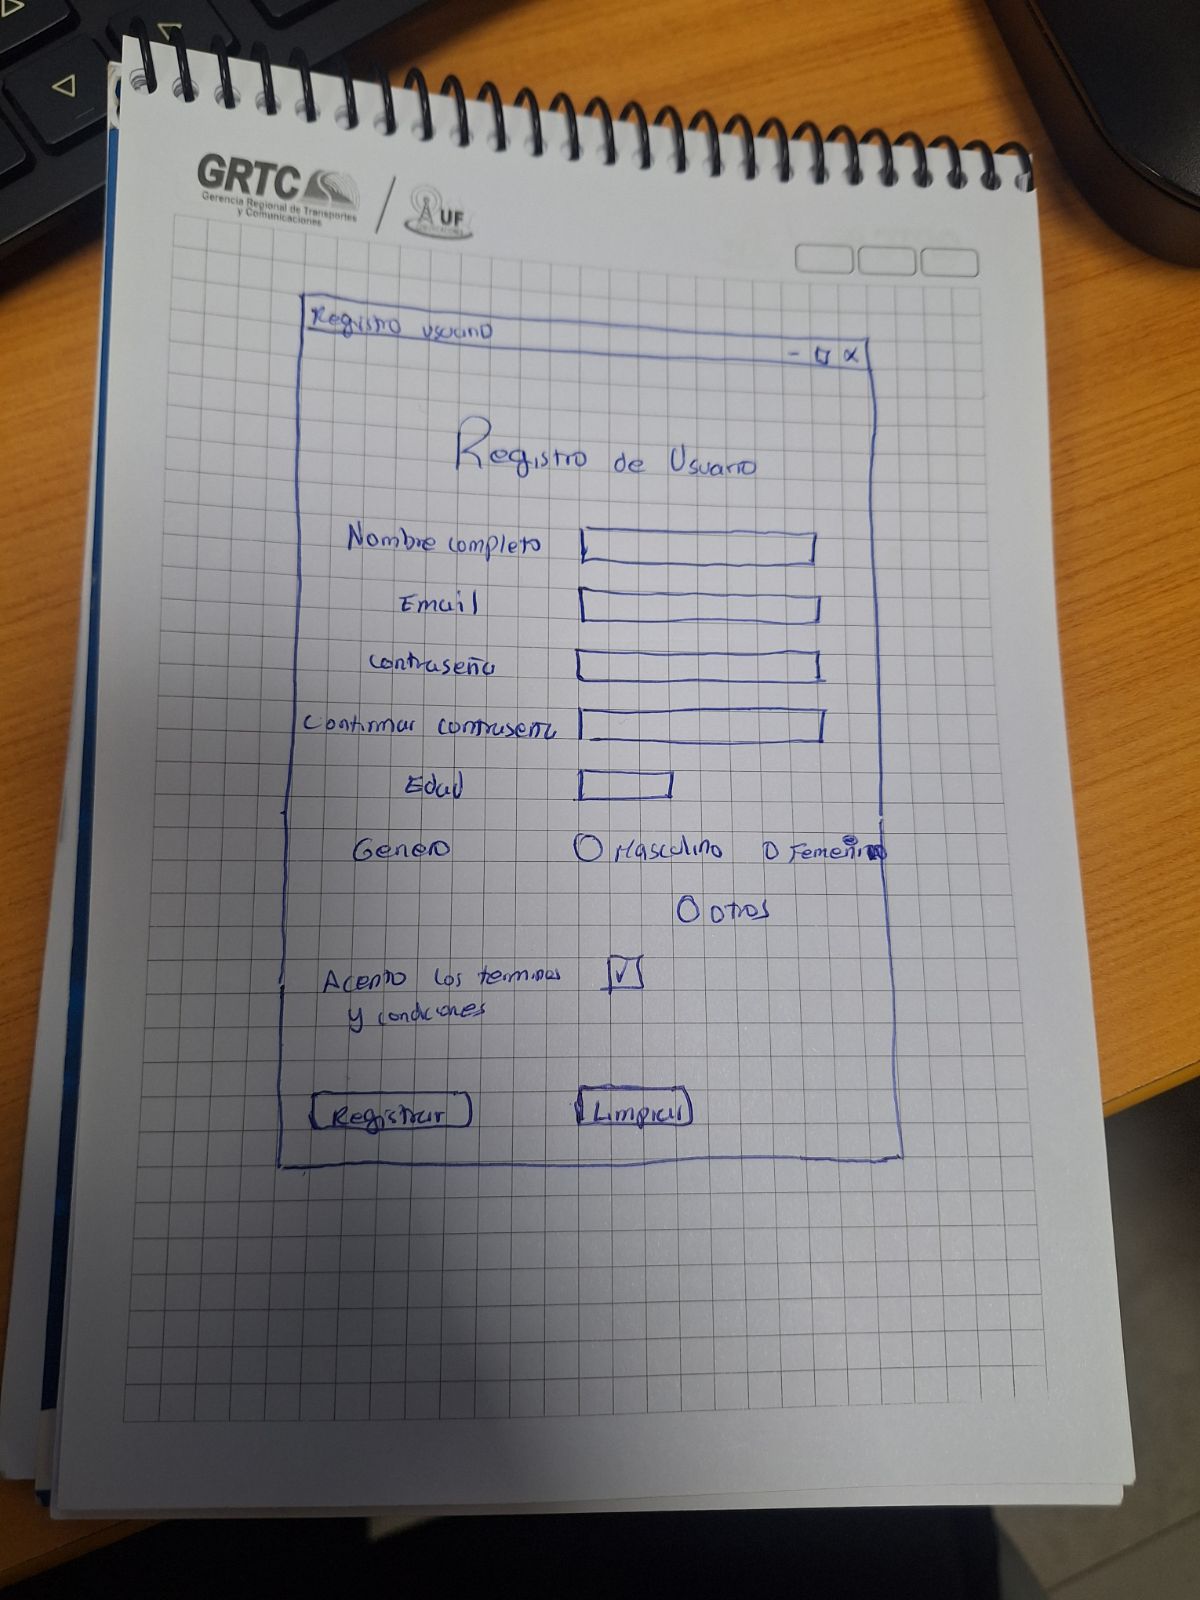 GRTC
Gerencia Regional de Transportes
y Comunicaciones
UF
Registro usuario
- □ x
Registro de Usuario
Nombre completo
Email
contraseña
Confirmar contraseña
Edad
Genero
Masculino
Femenino
Otros
Acepto los terminos
y condiciones
Registrar
Limpiar